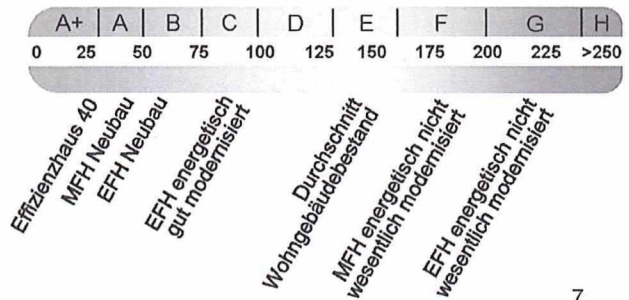 A+ A B C D E F G H
0 25 50 75 100 125 150 175 200 225 >250
Effizienzhaus 40
MFH Neubau
EFH Neubau
EFH energetisch
gut modernisiert
Durchschnitt
Wohngebäudebestand
MFH energetisch nicht
wesentlich modernisiert
EFH energetisch nicht
wesentlich modernisiert
7